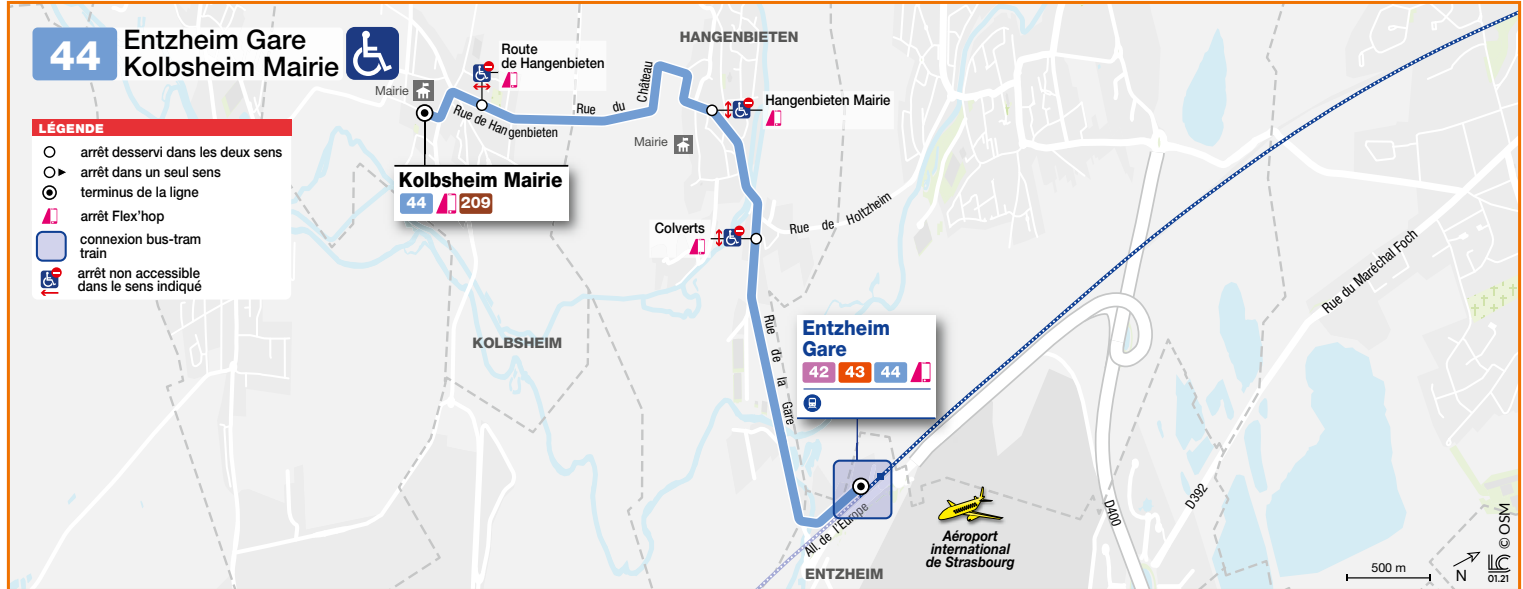 44
Entzheim Gare
Kolbsheim Mairie
LÉGENDE
arrêt desservi dans les deux sens
arrêt dans un seul sens
terminus de la ligne
arrêt Flex'hop
connexion bus-tram
train
arrêt non accessible
dans le sens indiqué
Mairie
Route
de Hangenbieten
Rue de Hangenbieten
Rue du Château
HANGENBIETEN
Hangenbieten Mairie
Mairie
Kolbsheim Mairie
44 209
Colverts
Rue de Holtzheim
KOLBSHEIM
Rue de la Gare
Entzheim
Gare
42 43 44
Rue du Maréchal Foch
D392
D400
All. de l'Europe
ENTZHEIM
Aéroport
international
de Strasbourg
500 m
N
LC
01.21
© OSM